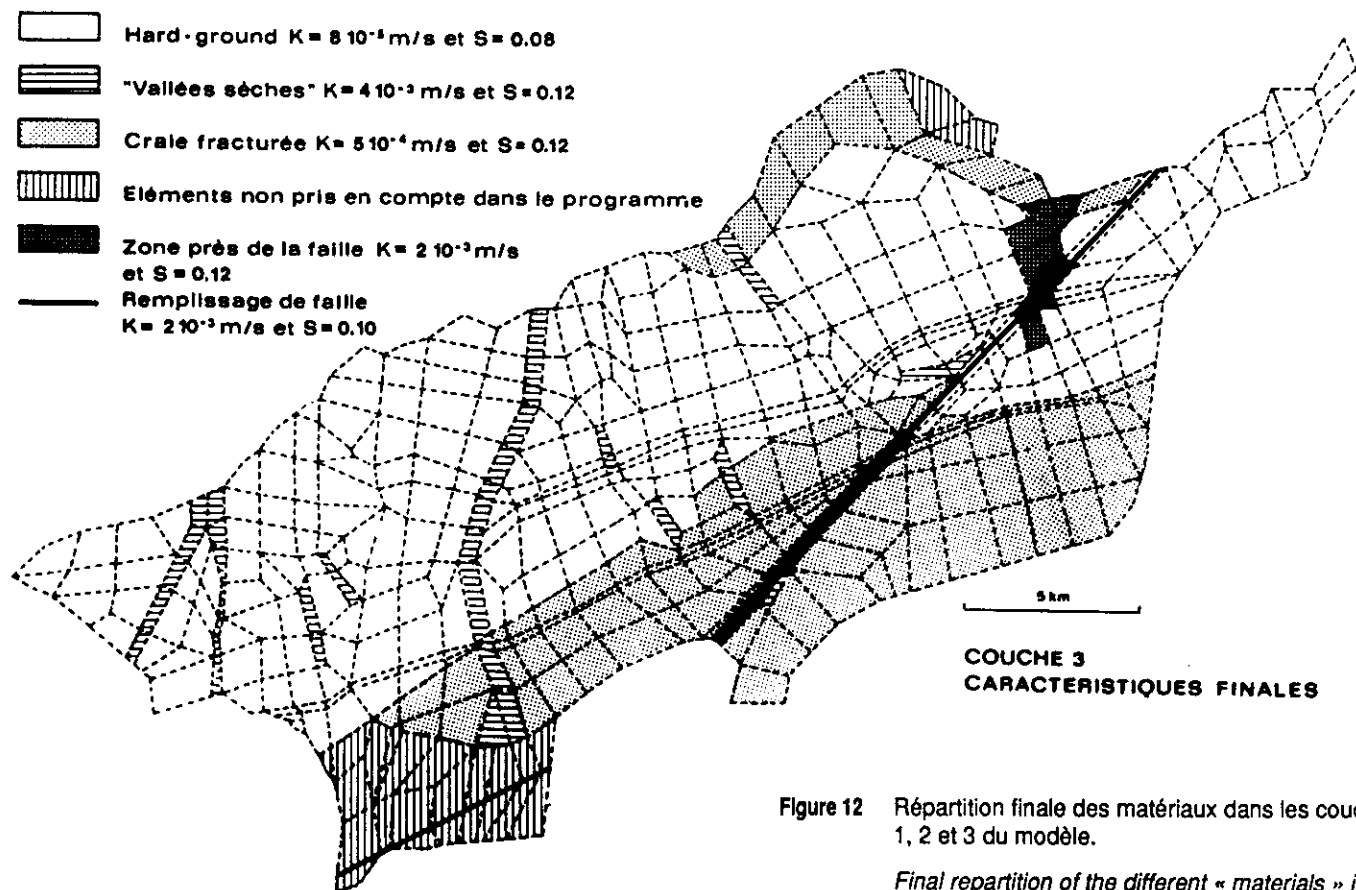 Hard-ground K= 8 10⁻⁵ m/s et S= 0.08
"Vallées sèches" K= 4 10⁻³ m/s et S= 0.12
Craie fracturée K= 5 10⁻⁴ m/s et S= 0.12
Eléments non pris en compte dans le programme
Zone près de la faille K= 2 10⁻³ m/s
et S = 0.12
Remplissage de faille
K= 2 10⁻³ m/s et S= 0.10
5 km
COUCHE 3
CARACTERISTIQUES FINALES
Figure 12 Répartition finale des matériaux dans les couc
1, 2 et 3 du modèle.
Final repartition of the different « materials » i